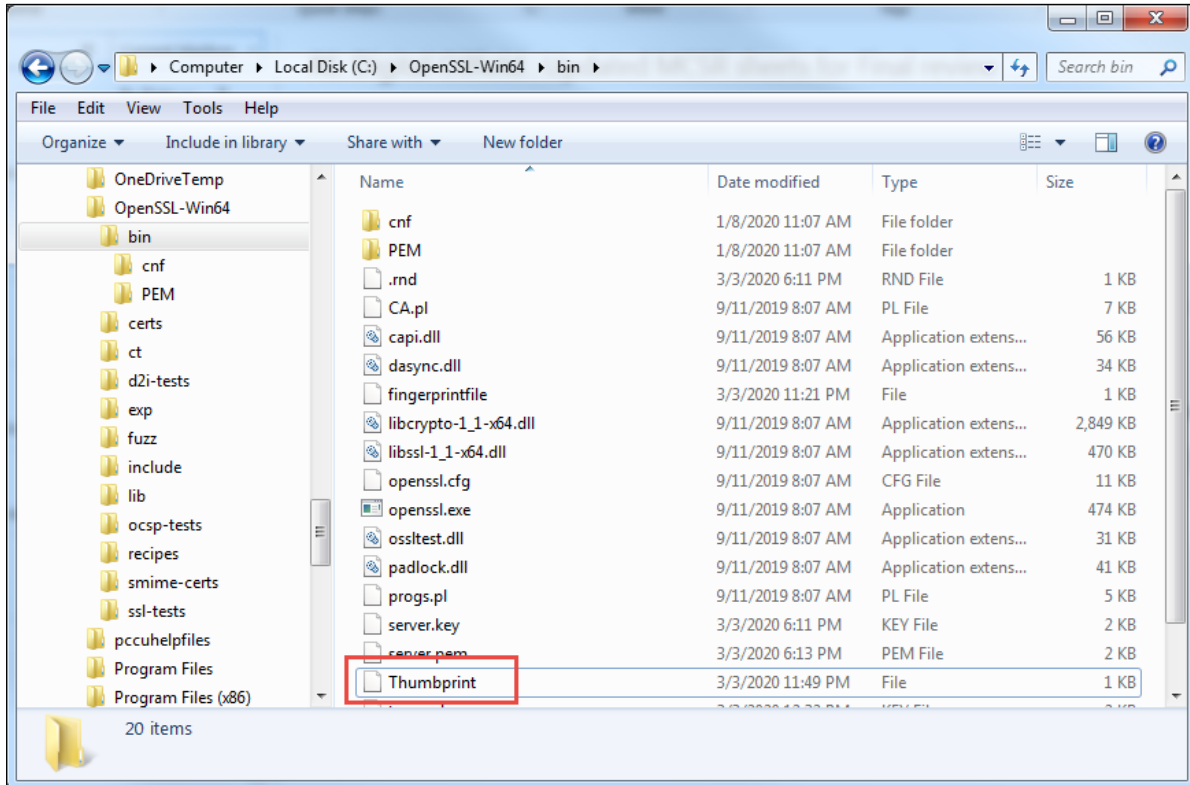 Computer Local Disk (C:) OpenSSL-Win64 bin Search bin
File Edit View Tools Help
Organize Include in library Share with New folder
OneDriveTemp
OpenSSL-Win64
bin
cnf
PEM
certs
ct
d2i-tests
exp
fuzz
include
lib
ocsp-tests
recipes
smime-certs
ssl-tests
pccuhelpfiles
Program Files
Program Files (x86)
Name Date modified Type Size
cnf 1/8/2020 11:07 AM File folder
PEM 1/8/2020 11:07 AM File folder
.rnd 3/3/2020 6:11 PM RND File 1 KB
CA.pl 9/11/2019 8:07 AM PL File 7 KB
capi.dll 9/11/2019 8:07 AM Application extens... 56 KB
dasync.dll 9/11/2019 8:07 AM Application extens... 34 KB
fingerprintfile 3/3/2020 11:21 PM File 1 KB
libcrypto-1_1-x64.dll 9/11/2019 8:07 AM Application extens... 2,849 KB
libssl-1_1-x64.dll 9/11/2019 8:07 AM Application extens... 470 KB
openssl.cfg 9/11/2019 8:07 AM CFG File 11 KB
openssl.exe 9/11/2019 8:07 AM Application 474 KB
ossltest.dll 9/11/2019 8:07 AM Application extens... 31 KB
padlock.dll 9/11/2019 8:07 AM Application extens... 41 KB
progs.pl 9/11/2019 8:07 AM PL File 5 KB
server.key 3/3/2020 6:11 PM KEY File 2 KB
server.pem 3/3/2020 6:13 PM PEM File 2 KB
Thumbprint 3/3/2020 11:49 PM File 1 KB
20 items